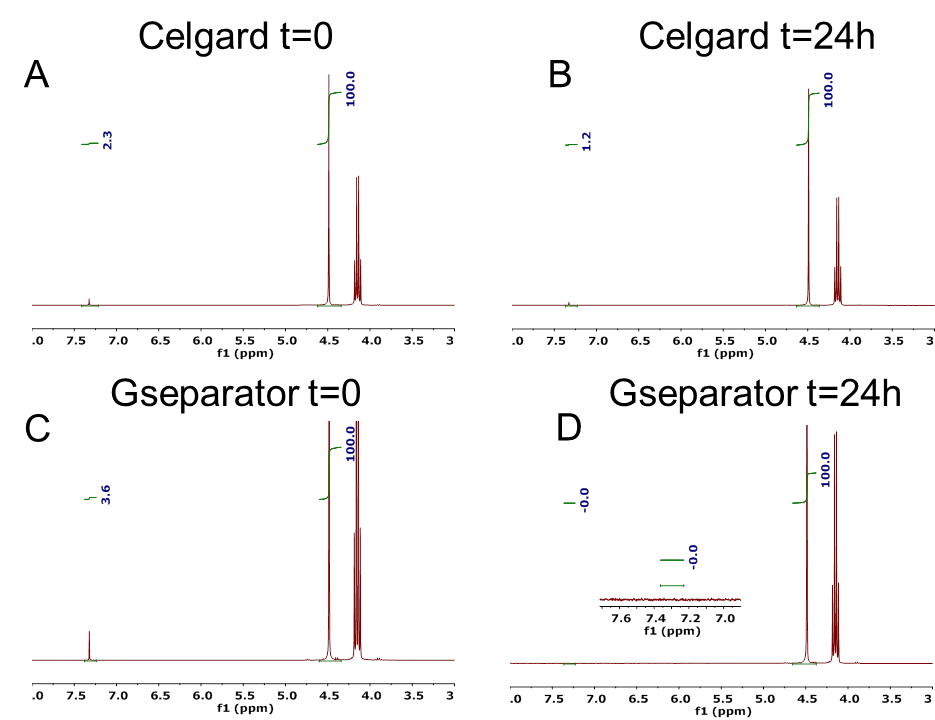 Celgard t=0
Celgard t=24h
A
B
2.3
100.0
1.2
100.0
.0 7.5 7.0 6.5 6.0 5.5 5.0 4.5 4.0 3.5 3
f1 (ppm)
.0 7.5 7.0 6.5 6.0 5.5 5.0 4.5 4.0 3.5 3
f1 (ppm)
Gseparator t=0
Gseparator t=24h
C
D
3.6
100.0
-0.0
100.0
-0.0
7.6 7.4 7.2 7.0
f1 (ppm)
.0 7.5 7.0 6.5 6.0 5.5 5.0 4.5 4.0 3.5 3
f1 (ppm)
.0 7.5 7.0 6.5 6.0 5.5 5.0 4.5 4.0 3.5 3
f1 (ppm)